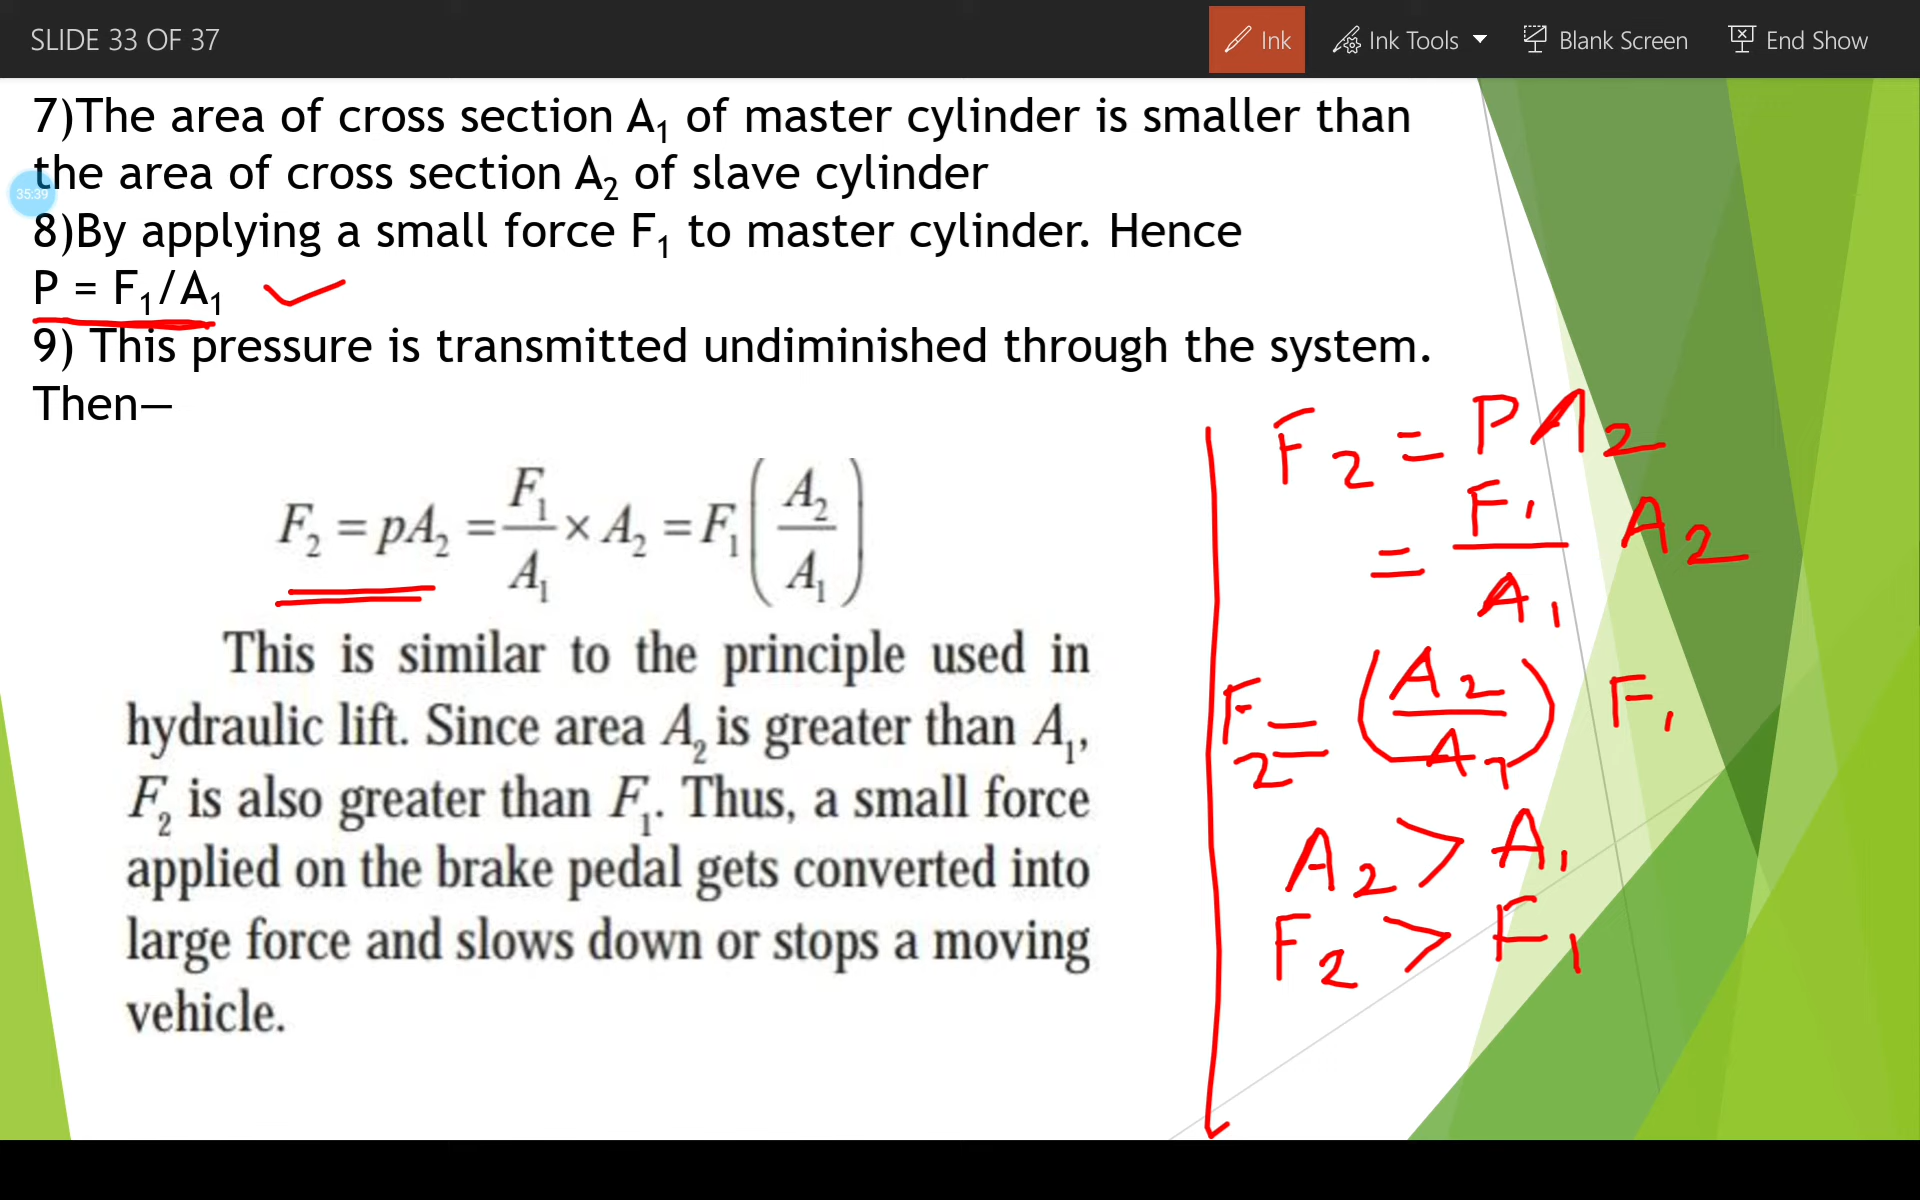 SLIDE 33 OF 37
Ink Ink Tools Blank Screen End Show
7)The area of cross section A₁ of master cylinder is smaller than
the area of cross section A₂ of slave cylinder
35:39
8)By applying a small force F₁ to master cylinder. Hence
P = F₁/A₁
9) This pressure is transmitted undiminished through the system.
Then—
F₂ = pA₂ = F₁/A₁ × A₂ = F₁(A₂/A₁)
This is similar to the principle used in
hydraulic lift. Since area A₂ is greater than A₁,
F₂ is also greater than F₁. Thus, a small force
applied on the brake pedal gets converted into
large force and slows down or stops a moving
vehicle.
F₂ = PA₂
= F₁/A₁ A₂
F₂ = (A₂/A₁) F₁
A₂ > A₁
F₂ > F₁